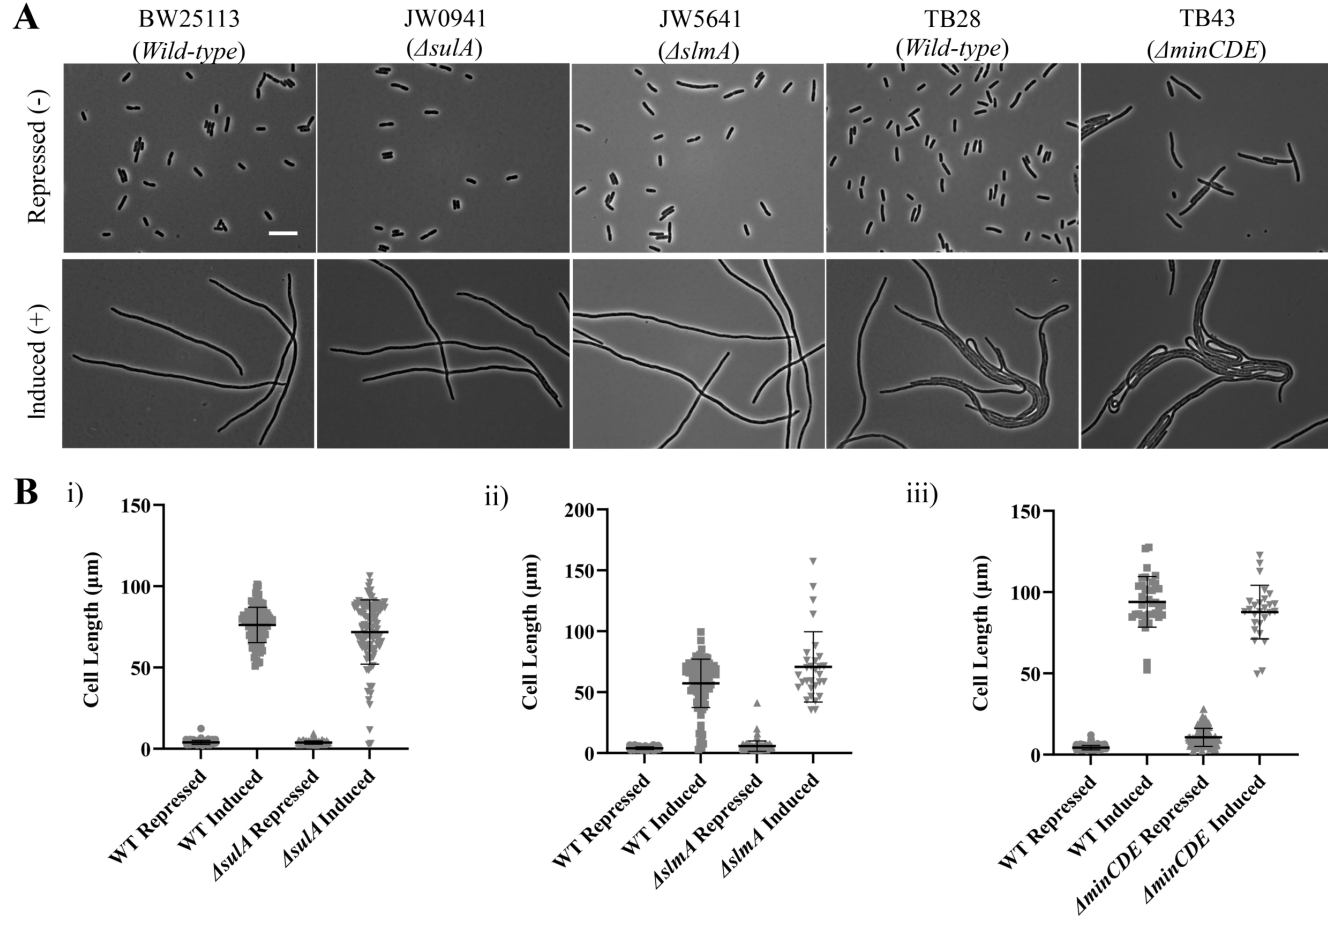 A
BW25113
(Wild-type)
JW0941
(ΔsulA)
JW5641
(ΔslmA)
TB28
(Wild-type)
TB43
(ΔminCDE)
Repressed (-)
Induced (+)
B
i)
150
100
50
0
Cell Length (µm)
WT Repressed
WT Induced
ΔsulA Repressed
ΔsulA Induced
ii)
200
150
100
50
0
Cell Length (µm)
WT Repressed
WT Induced
ΔslmA Repressed
ΔslmA Induced
iii)
150
100
50
0
Cell Length (µm)
WT Repressed
WT Induced
ΔminCDE Repressed
ΔminCDE Induced